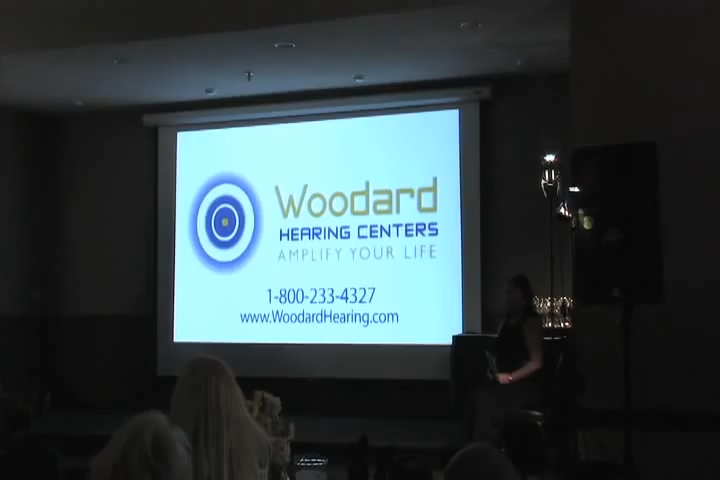 Woodard
HEARING CENTERS
AMPLIFY YOUR LIFE
1-800-233-4327
www.WoodardHearing.com